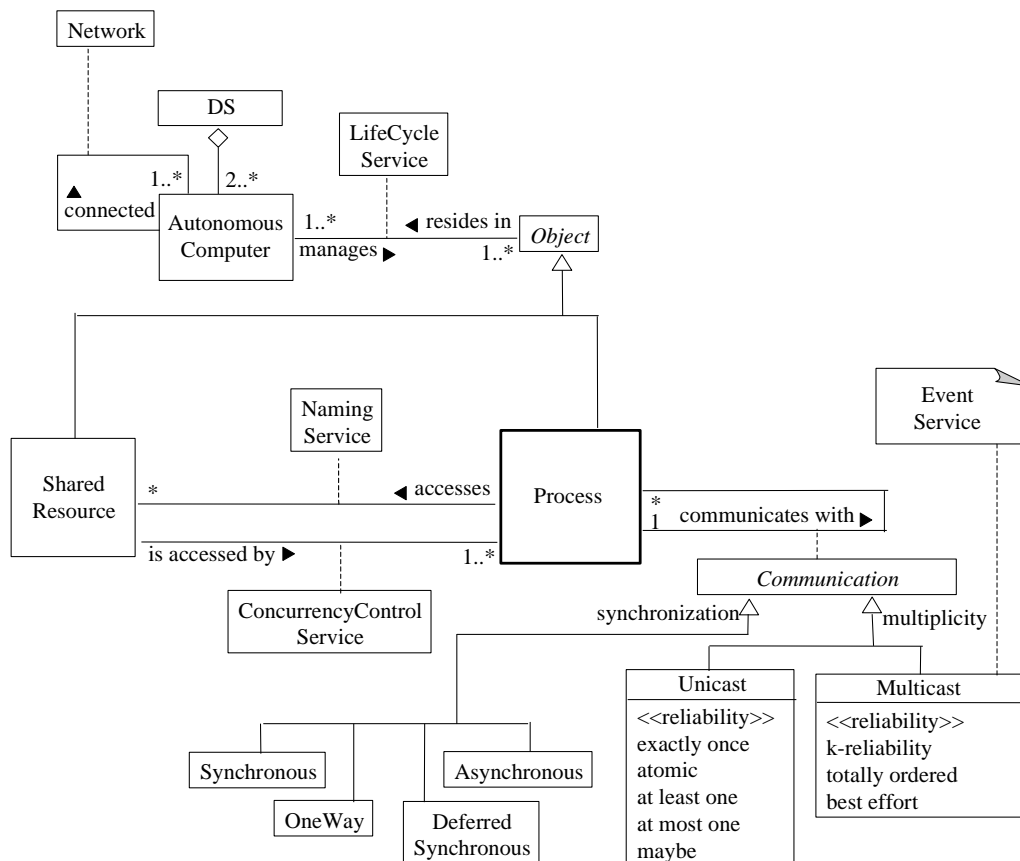 Network
DS
LifeCycle
Service
1..*
2..*
connected
Autonomous
Computer
1..*
resides in
manages
1..*
Object
Event
Service
Naming
Service
Shared
Resource
*
accesses
Process
*
1
communicates with
is accessed by
1..*
Communication
ConcurrencyControl
Service
synchronization
multiplicity
Unicast
<<reliability>>
exactly once
atomic
at least one
at most one
maybe
Multicast
<<reliability>>
k-reliability
totally ordered
best effort
Synchronous
Asynchronous
OneWay
Deferred
Synchronous